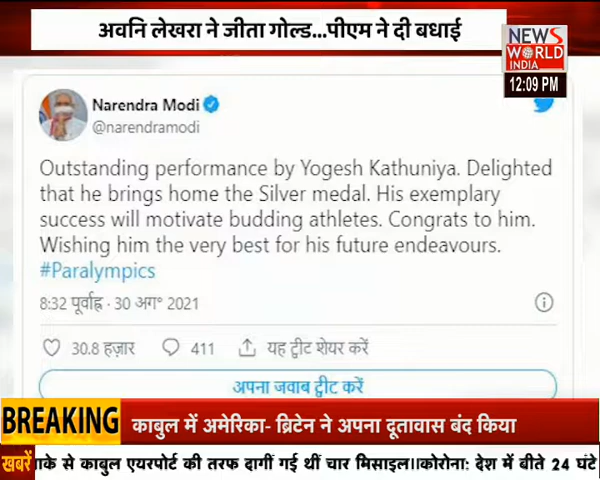 अवनि लेखरा ने जीता गोल्ड...पीएम ने दी बधाई
NEWS
WORLD
INDIA
12:09 PM
Narendra Modi
@narendramodi
Outstanding performance by Yogesh Kathuniya. Delighted
that he brings home the Silver medal. His exemplary
success will motivate budding athletes. Congrats to him.
Wishing him the very best for his future endeavours.
#Paralympics
8:32 पूर्वाह्न · 30 अग॰ 2021
30.8 हज़ार 411 यह ट्वीट शेयर करें
अपना जवाब ट्वीट करें
BREAKING काबुल में अमेरिका- ब्रिटेन ने अपना दूतावास बंद किया
खबरें ाके से काबुल एयरपोर्ट की तरफ दागीं गई थीं चार मिसाइल।।कोरोना: देश में बीते 24 घंटे